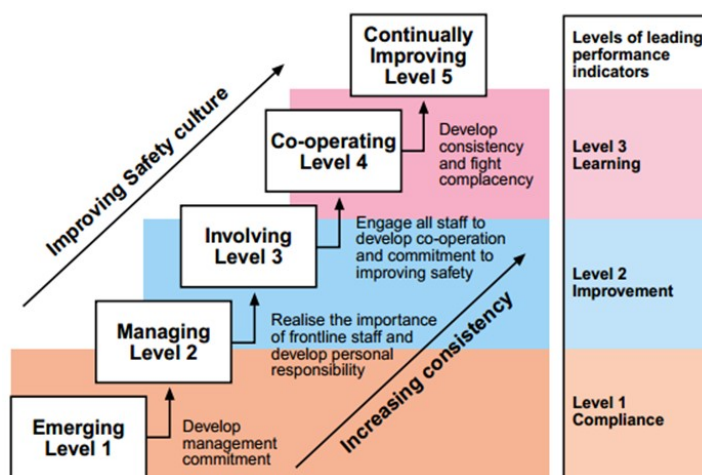 Continually
Improving
Level 5
Levels of leading
performance
indicators
Improving Safety culture
Co-operating
Level 4
Develop
consistency
and fight
complacency
Level 3
Learning
Involving
Level 3
Engage all staff to
develop co-operation
and commitment to
improving safety
Level 2
Improvement
Managing
Level 2
Realise the importance
of frontline staff and
develop personal
responsibility
Increasing consistency
Emerging
Level 1
Develop
management
commitment
Level 1
Compliance